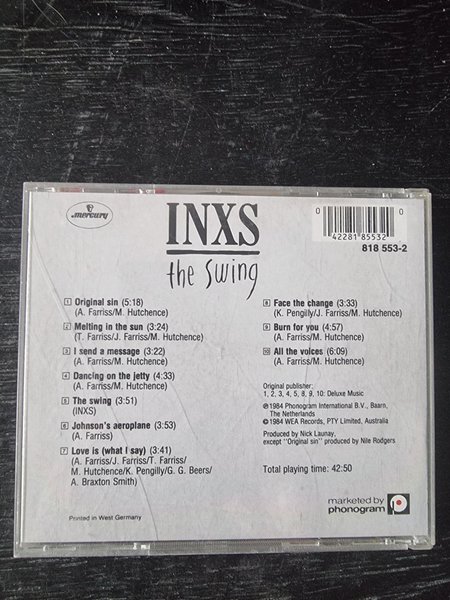 mercury
INXS
the swing
0 42281 85532 0
818 553-2
1 Original sin (5:18)
(A. Farriss/M. Hutchence)
2 Melting in the sun (3:24)
(T. Farriss/J. Farriss/M. Hutchence)
3 I send a message (3:22)
(A. Farriss/M. Hutchence)
4 Dancing on the jetty (4:33)
(A. Farriss/M. Hutchence)
5 The swing (3:51)
(INXS)
6 Johnson's aeroplane (3:53)
(A. Farriss)
7 Love is (what I say) (3:41)
(A. Farriss/J. Farriss/T. Farriss/
M. Hutchence/K. Pengilly/G. G. Beers/
A. Braxton Smith)
8 Face the change (3:33)
(K. Pengilly/J. Farriss/M. Hutchence)
9 Burn for you (4:57)
(A. Farriss/M. Hutchence)
10 All the voices (6:09)
(A. Farriss/M. Hutchence)
Original publisher:
1, 2, 3, 4, 5, 8, 9, 10: Deluxe Music
℗1984 Phonogram International B.V., Baarn,
The Netherlands
©1984 WEA Records, PTY Limited, Australia
Produced by Nick Launay,
except "Original sin" produced by Nile Rodgers
Total playing time: 42:50
Printed in West Germany
marketed by
phonogram